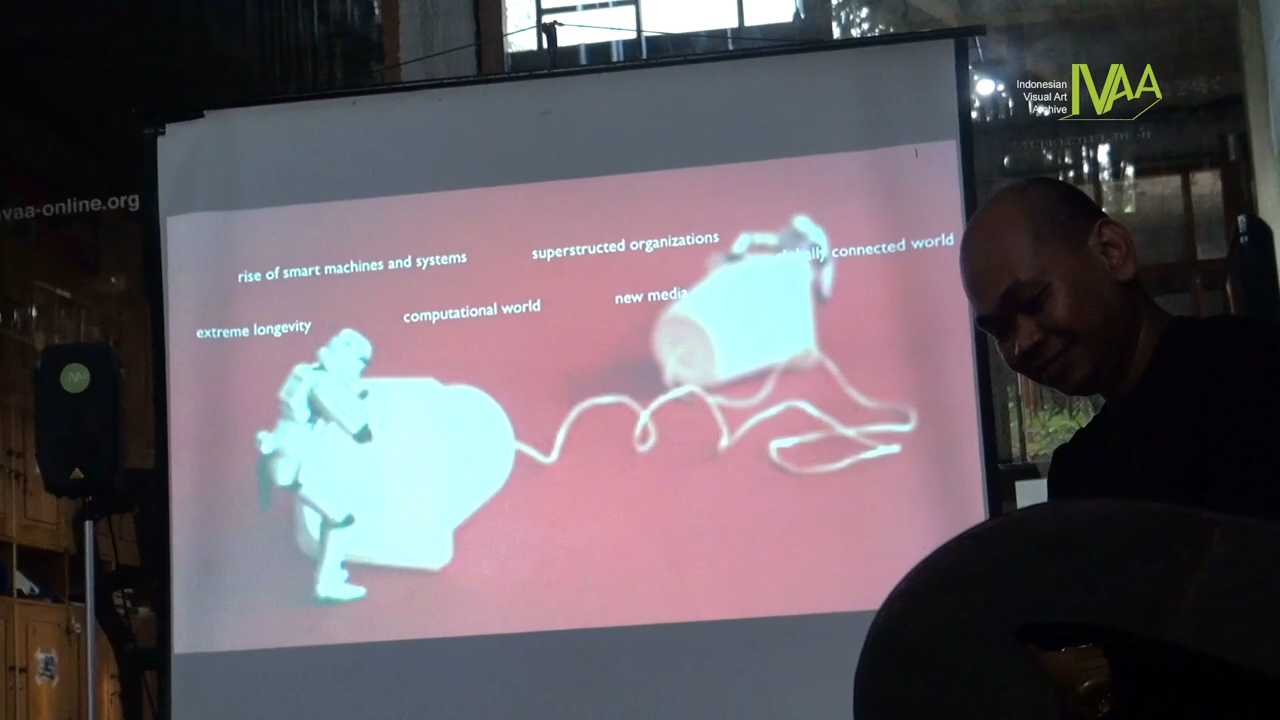 Indonesian
Visual Art
Archive
IVAA
vaa-online.org
rise of smart machines and systems
superstructed organizations
connected world
extreme longevity
computational world
new media